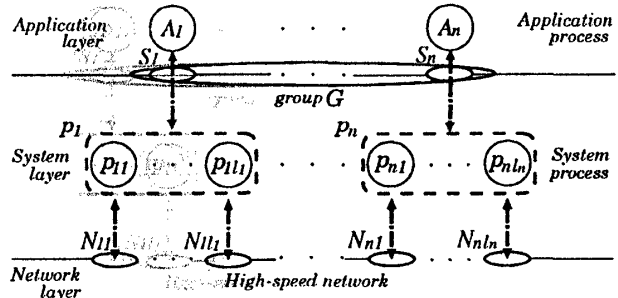 Application layer A1 . . . An Application process
S1 Sn
group G
p1 pn
System layer p11 . . . p1l1 . . . . pn1 . . . pnln System process
N11 N1l1 Nn1 Nnln
Network layer High-speed network